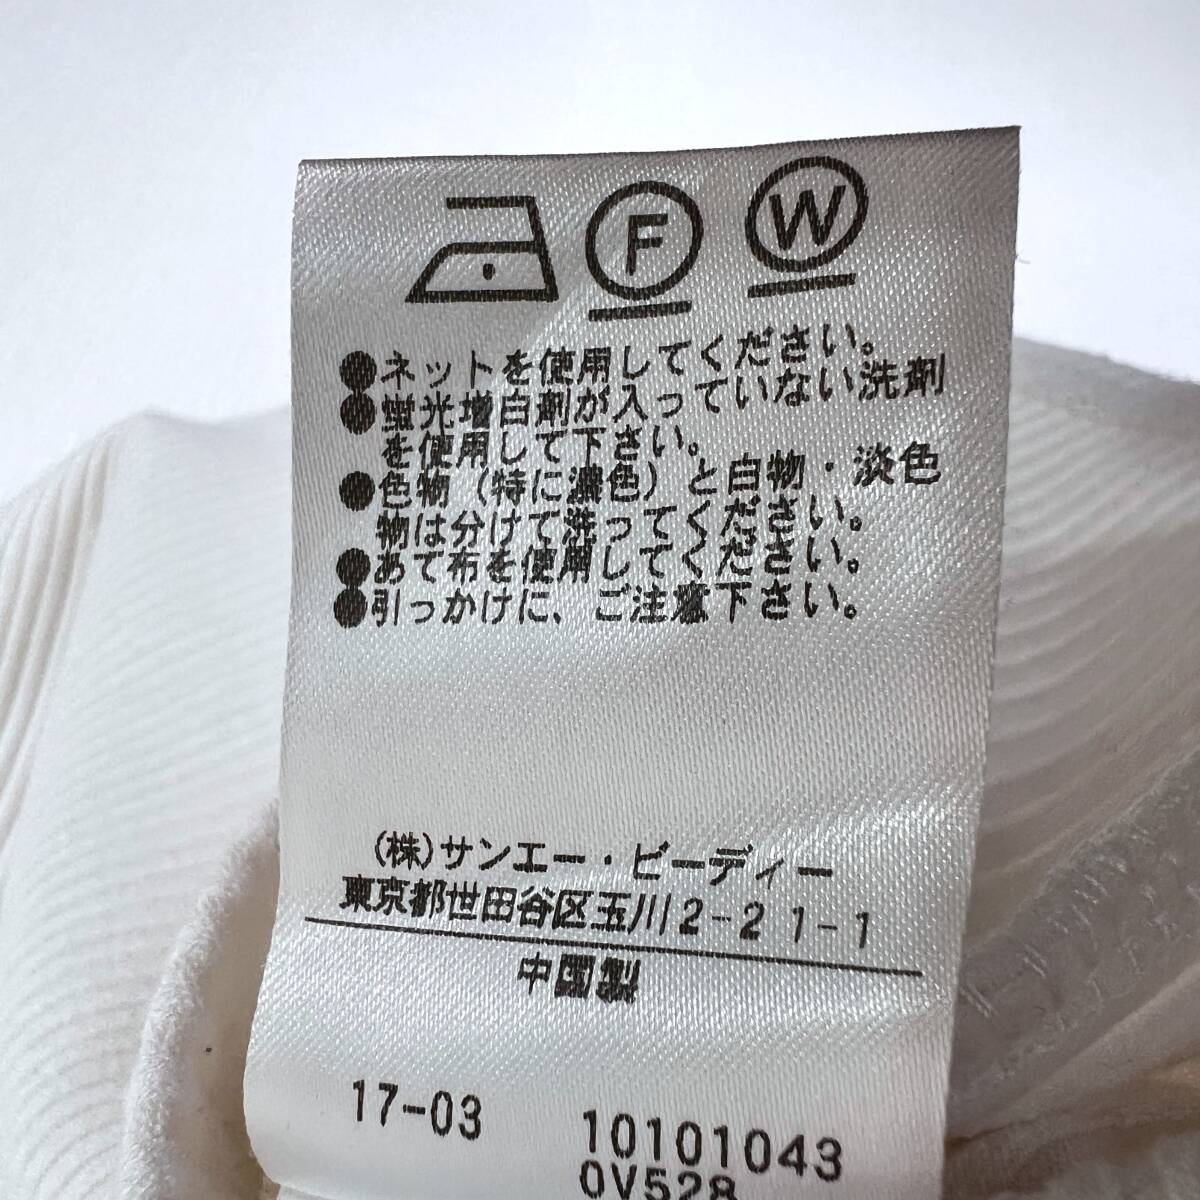 F W
●ネットを使用してください。
●蛍光増白剤が入っていない洗剤
を使用して下さい。
●色物（特に濃色）と白物・淡色
物は分けて洗ってください。
●あて布を使用してください。
●引っかけに、ご注意下さい。
(株)サンエー・ビーディー
東京都世田谷区玉川2-21-1
中国製
17-03 10101043
0V528